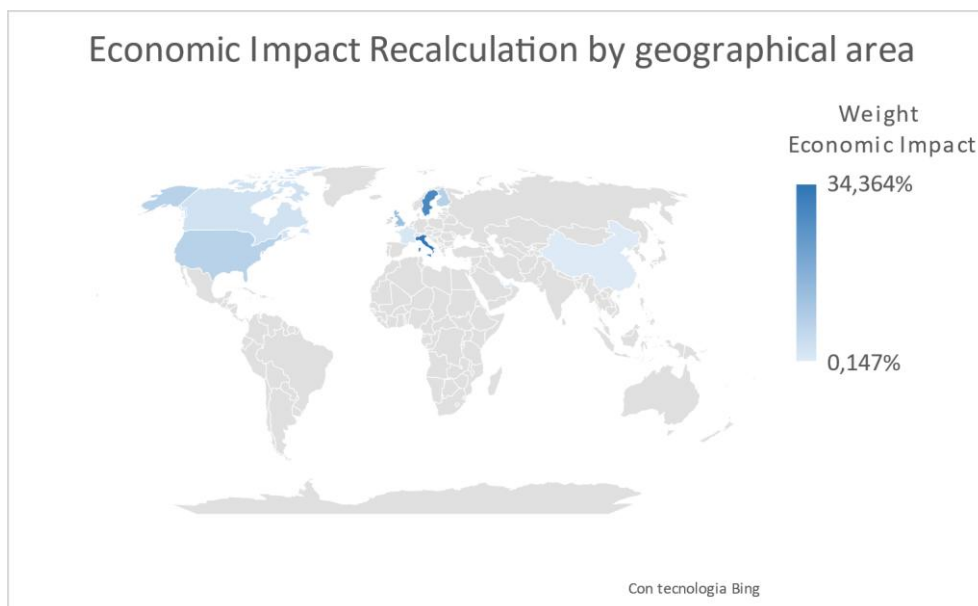 Economic Impact Recalculation by geographical area
Weight
Economic Impact
34,364%
0,147%
Con tecnologia Bing